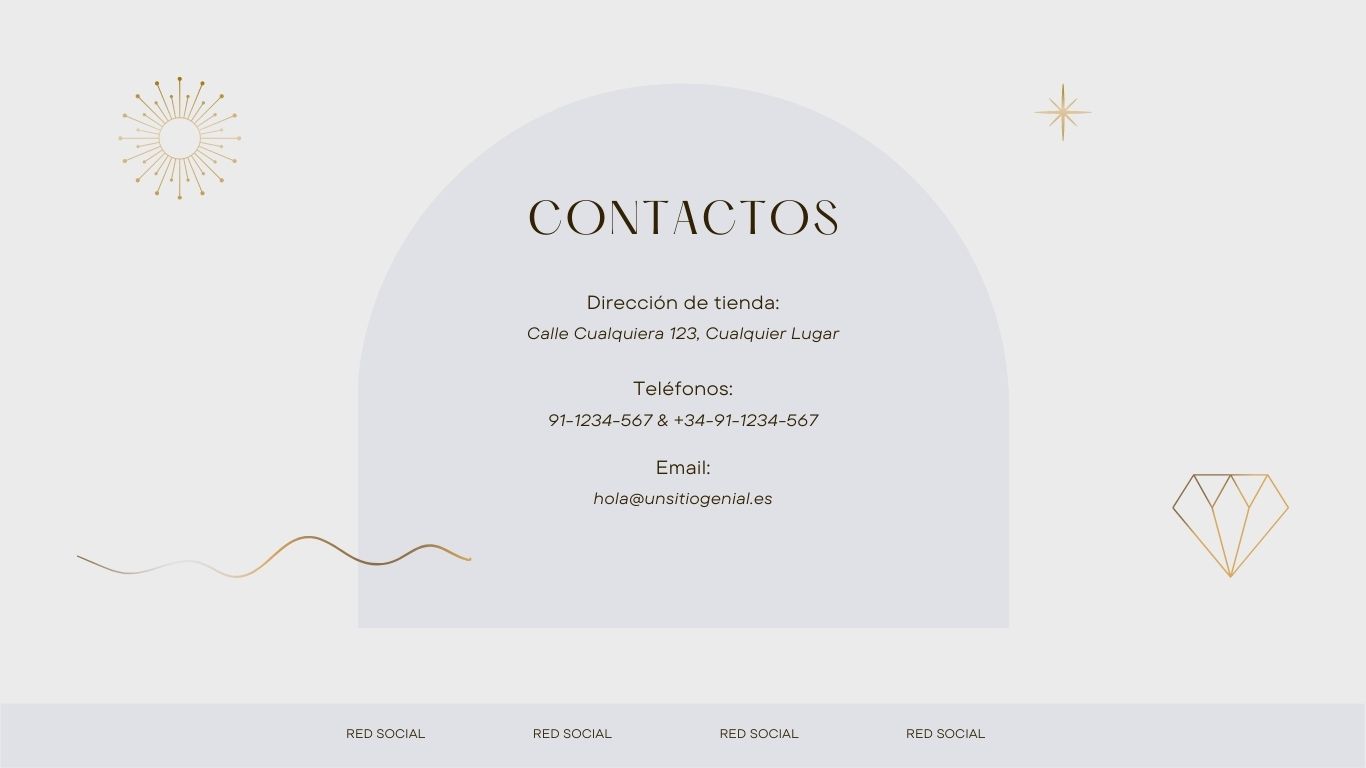 CONTACTOS
Dirección de tienda:
Calle Cualquiera 123, Cualquier Lugar
Teléfonos:
91-1234-567 & +34-91-1234-567
Email:
hola@unsitiogenial.es
RED SOCIAL RED SOCIAL RED SOCIAL RED SOCIAL